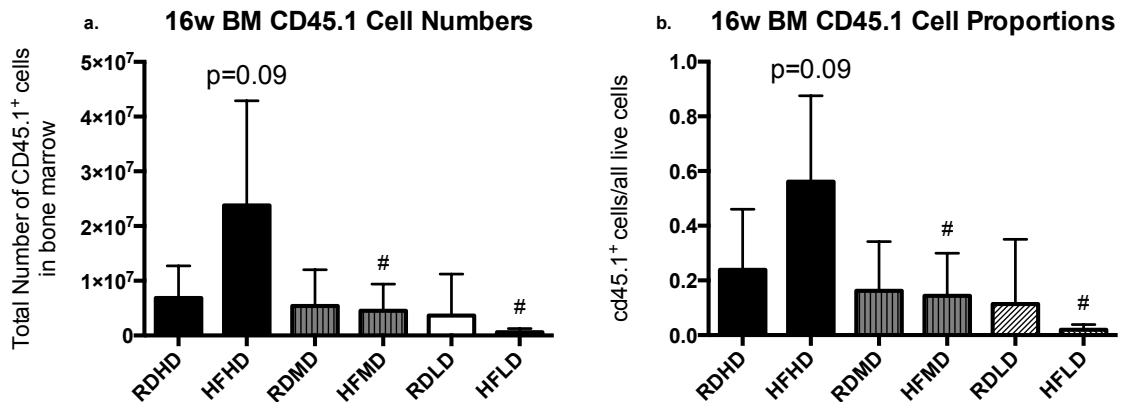 a. 16w BM CD45.1 Cell Numbers
Total Number of CD45.1⁺ cells
in bone marrow
5×10⁷
4×10⁷
3×10⁷
2×10⁷
1×10⁷
0
p=0.09
#
#
RDHD
HFHD
RDMD
HFMD
RDLD
HFLD
b. 16w BM CD45.1 Cell Proportions
cd45.1⁺ cells/all live cells
1.0
0.8
0.6
0.4
0.2
0.0
p=0.09
#
#
RDHD
HFHD
RDMD
HFMD
RDLD
HFLD